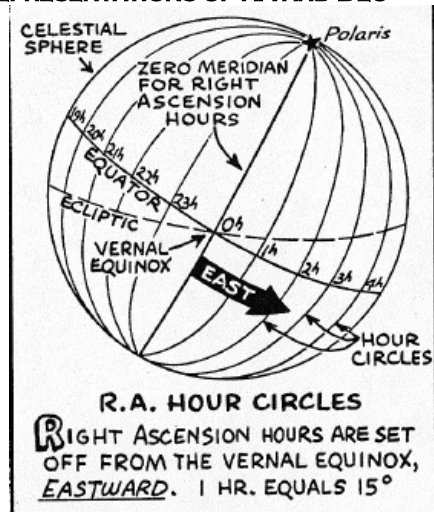 CELESTIAL
SPHERE
Polaris
ZERO MERIDIAN
FOR RIGHT
ASCENSION
HOURS
19h
20h
21h
22h
23h
EQUATOR
ECLIPTIC
0h
VERNAL
EQUINOX
1h
2h
3h
4h
EAST
HOUR
CIRCLES
R.A. HOUR CIRCLES
RIGHT ASCENSION HOURS ARE SET
OFF FROM THE VERNAL EQUINOX,
EASTWARD. 1 HR. EQUALS 15°